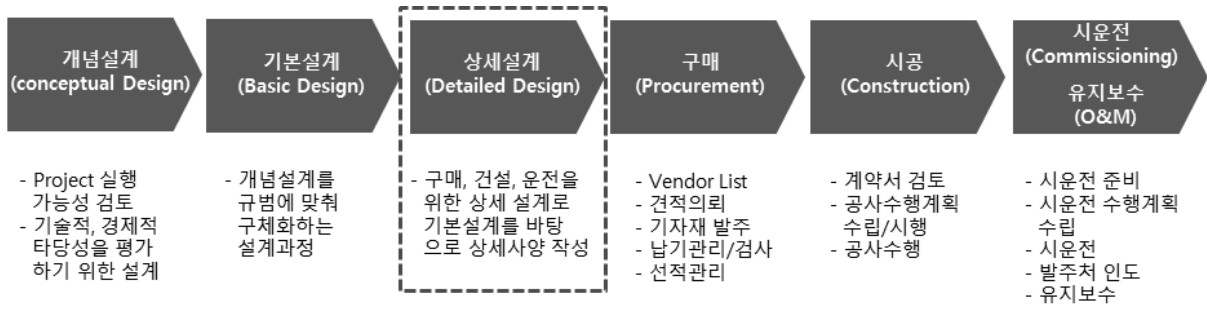 개념설계
(conceptual Design)
기본설계
(Basic Design)
상세설계
(Detailed Design)
구매
(Procurement)
시공
(Construction)
시운전
(Commissioning)
유지보수
(O&M)
- Project 실행
가능성 검토
- 기술적, 경제적
타당성을 평가
하기 위한 설계
- 개념설계를
규범에 맞춰
구체화하는
설계과정
- 구매, 건설, 운전을
위한 상세 설계로
기본설계를 바탕
으로 상세사양 작성
- Vendor List
- 견적의뢰
- 기자재 발주
- 납기관리/검사
- 선적관리
- 계약서 검토
- 공사수행계획
수립/시행
- 공사수행
- 시운전 준비
- 시운전 수행계획
수립
- 시운전
- 발주처 인도
- 유지보수